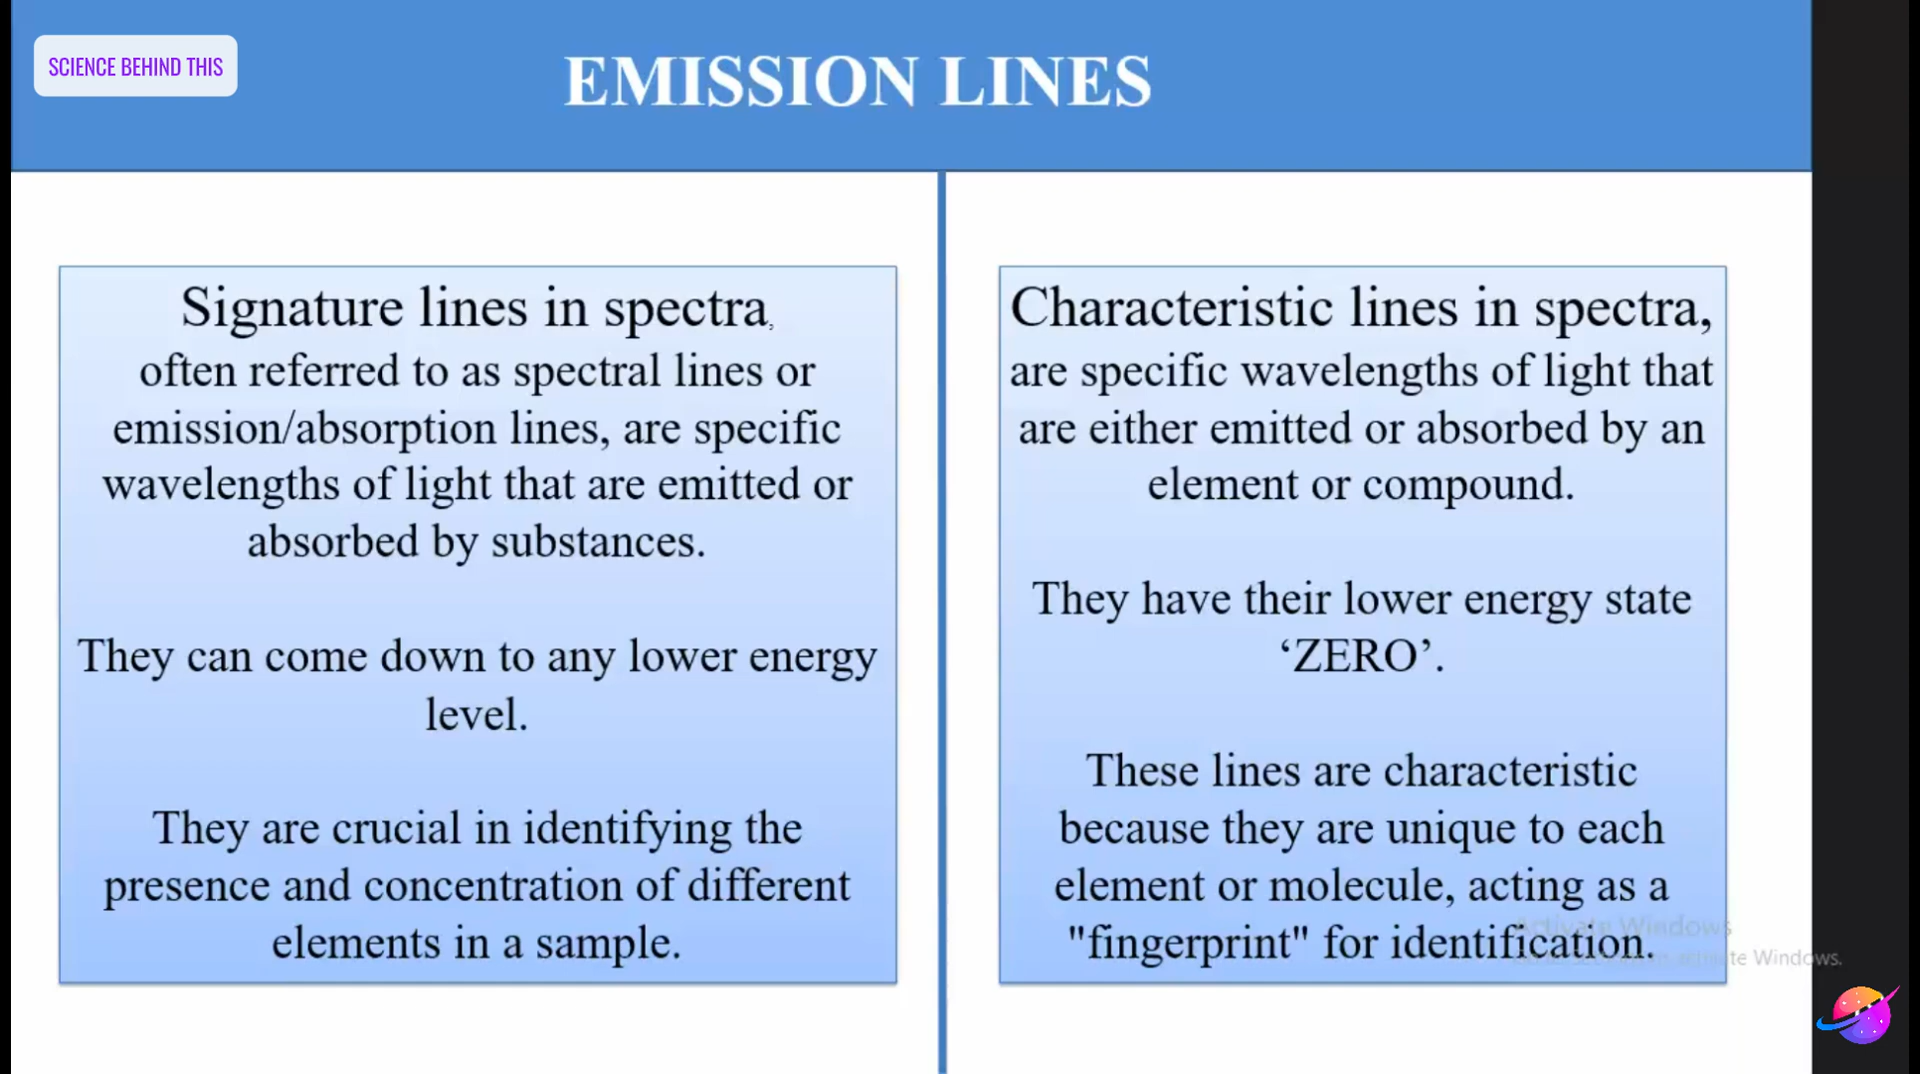 SCIENCE BEHIND THIS
EMISSION LINES
Signature lines in spectra,
often referred to as spectral lines or
emission/absorption lines, are specific
wavelengths of light that are emitted or
absorbed by substances.
They can come down to any lower energy
level.
They are crucial in identifying the
presence and concentration of different
elements in a sample.
Characteristic lines in spectra,
are specific wavelengths of light that
are either emitted or absorbed by an
element or compound.
They have their lower energy state
‘ZERO’.
These lines are characteristic
because they are unique to each
element or molecule, acting as a
"fingerprint" for identification.
Activate Windows
te Windows.